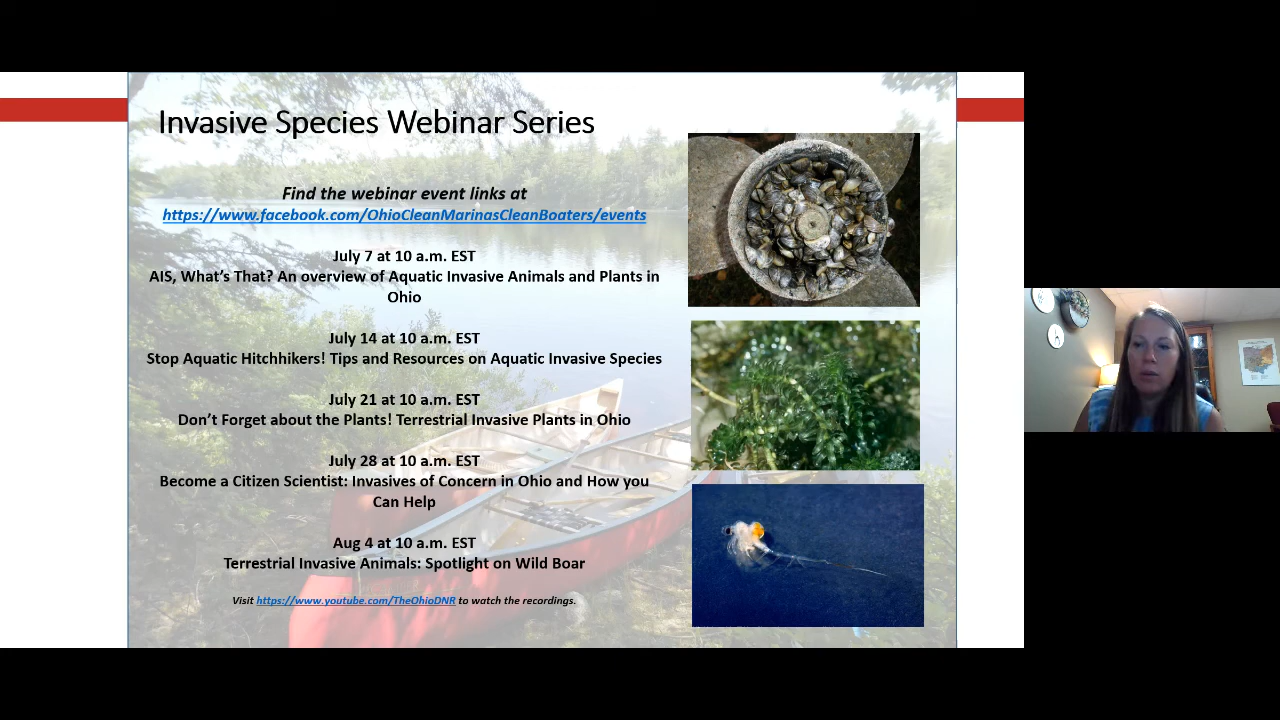 Invasive Species Webinar Series
Find the webinar event links at
https://www.facebook.com/OhioCleanMarinasCleanBoaters/events
July 7 at 10 a.m. EST
AIS, What's That? An overview of Aquatic Invasive Animals and Plants in
Ohio
July 14 at 10 a.m. EST
Stop Aquatic Hitchhikers! Tips and Resources on Aquatic Invasive Species
July 21 at 10 a.m. EST
Don't Forget about the Plants! Terrestrial Invasive Plants in Ohio
July 28 at 10 a.m. EST
Become a Citizen Scientist: Invasives of Concern in Ohio and How you
Can Help
Aug 4 at 10 a.m. EST
Terrestrial Invasive Animals: Spotlight on Wild Boar
Visit https://www.youtube.com/TheOhioDNR to watch the recordings.